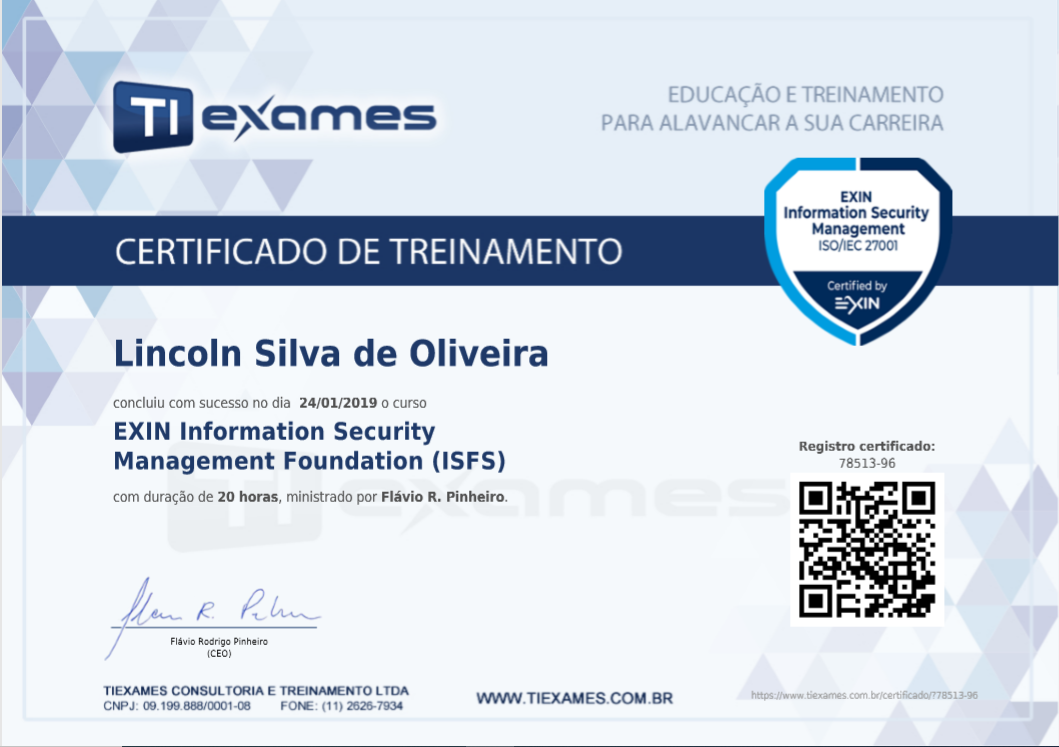 TI exames
EDUCAÇÃO E TREINAMENTO
PARA ALAVANCAR A SUA CARREIRA
EXIN
Information Security
Management
ISO/IEC 27001
Certified by
EXIN
CERTIFICADO DE TREINAMENTO
Lincoln Silva de Oliveira
concluiu com sucesso no dia 24/01/2019 o curso
EXIN Information Security
Management Foundation (ISFS)
com duração de 20 horas, ministrado por Flávio R. Pinheiro.
TI exames
Registro certificado:
78513-96
Flávio Rodrigo Pinheiro
(CEO)
TIEXAMES CONSULTORIA E TREINAMENTO LTDA
CNPJ: 09.199.888/0001-08 FONE: (11) 2626-7934
WWW.TIEXAMES.COM.BR
https://www.tiexames.com.br/certificado/?78513-96